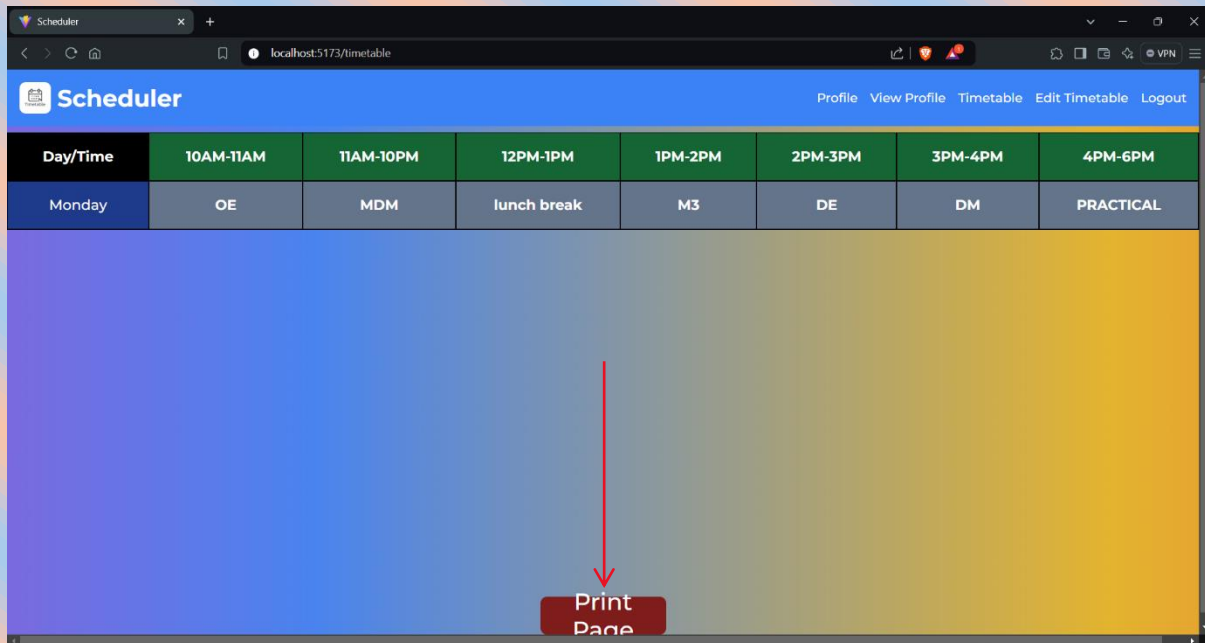 Scheduler
localhost:5173/timetable
VPN
Timetable
Scheduler
Profile View Profile Timetable Edit Timetable Logout
Day/Time 10AM-11AM 11AM-10PM 12PM-1PM 1PM-2PM 2PM-3PM 3PM-4PM 4PM-6PM
Monday OE MDM lunch break M3 DE DM PRACTICAL
Print
Page